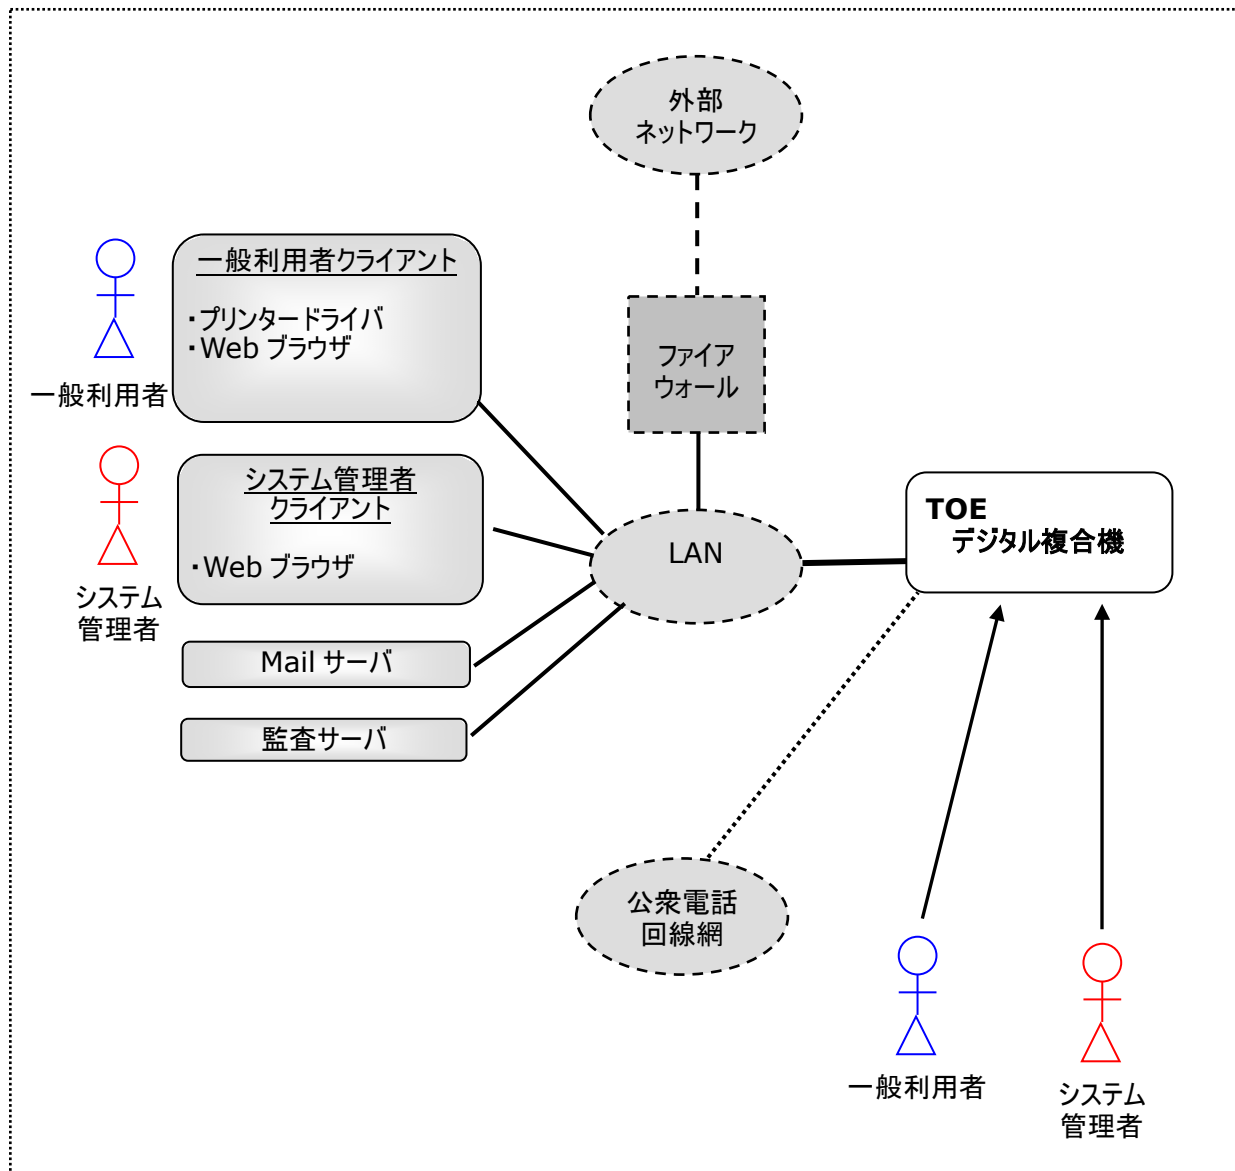 外部
ネットワーク
一般利用者クライアント
・プリンタードライバ
・Web ブラウザ
一般利用者
ファイア
ウォール
システム管理者
クライアント
・Web ブラウザ
システム
管理者
LAN
TOE
デジタル複合機
Mail サーバ
監査サーバ
公衆電話
回線網
一般利用者
システム
管理者